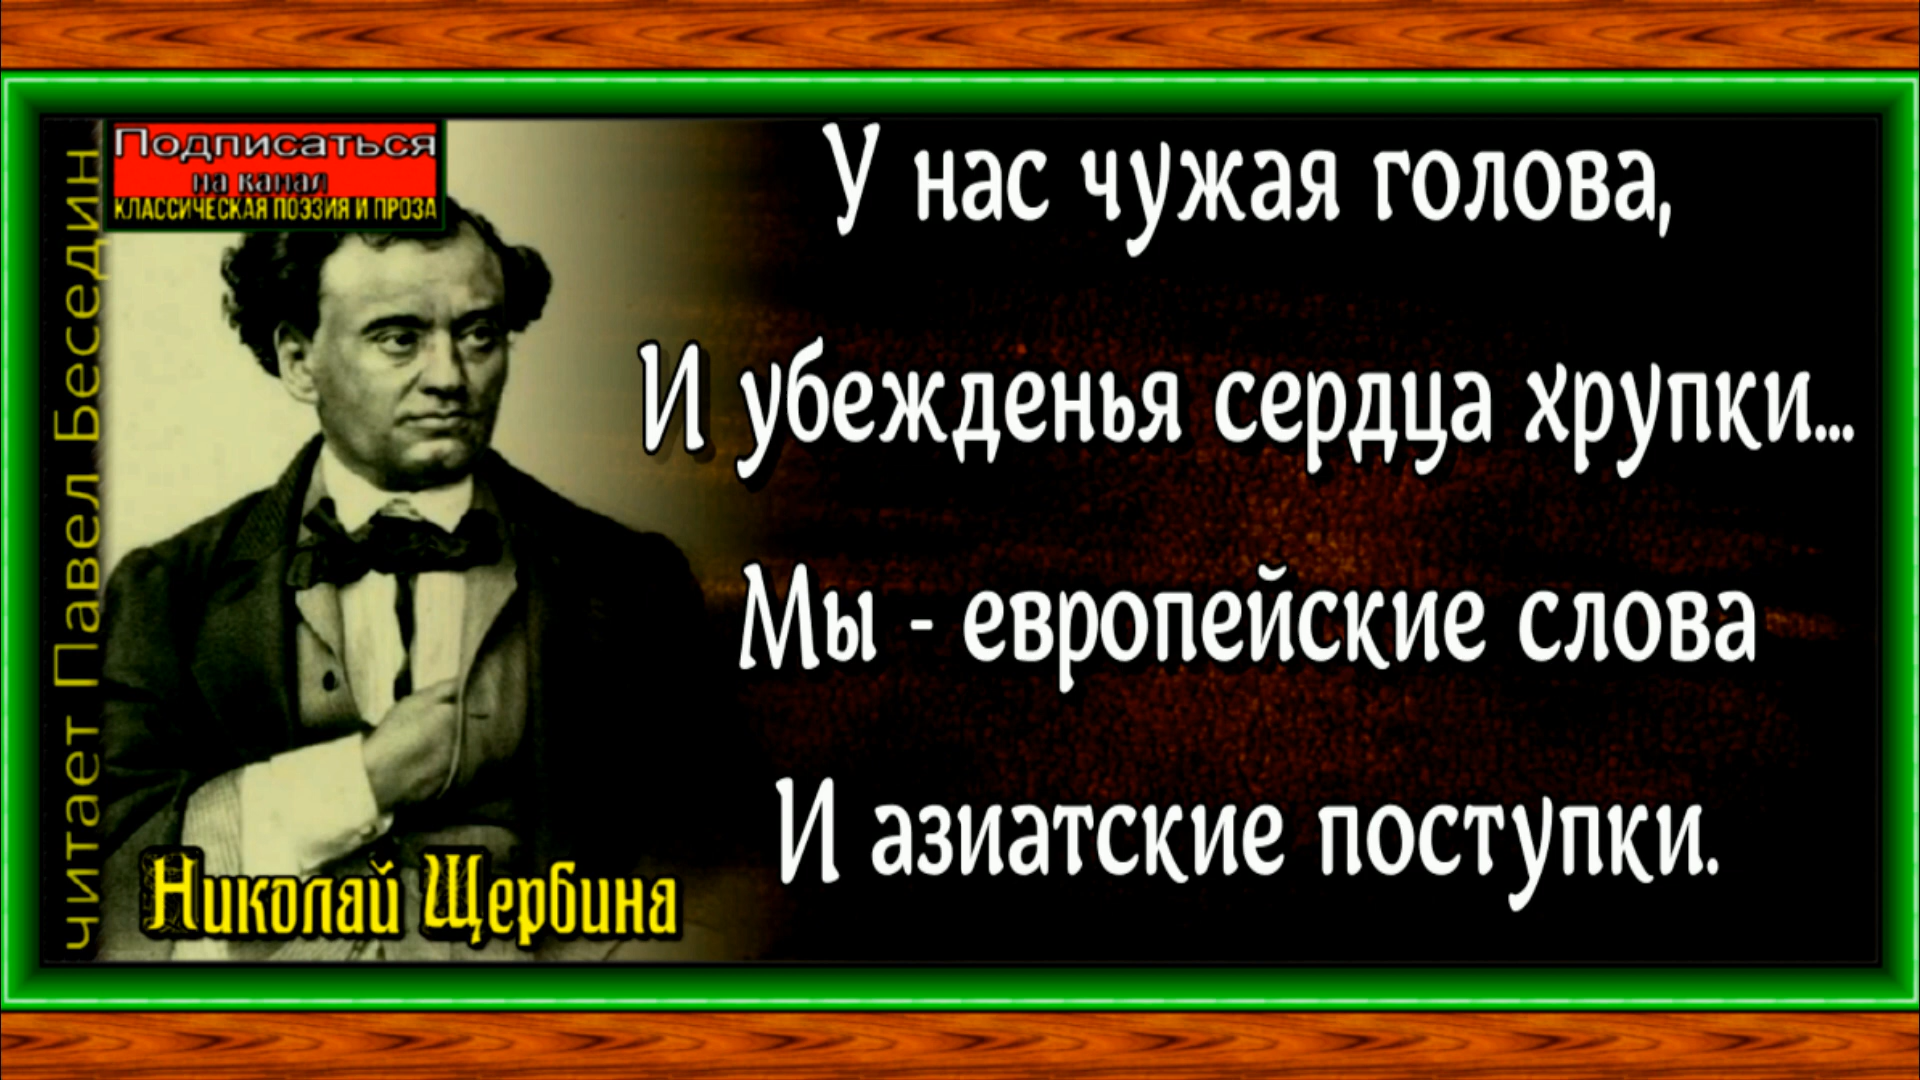 Подписаться
на канал
КЛАССИЧЕСКАЯ ПОЭЗИЯ И ПРОЗА
читает Павел Беседин
У нас чужая голова,
И убежденья сердца хрупки...
Мы - европейские слова
И азиатские поступки.
Николай Щербина